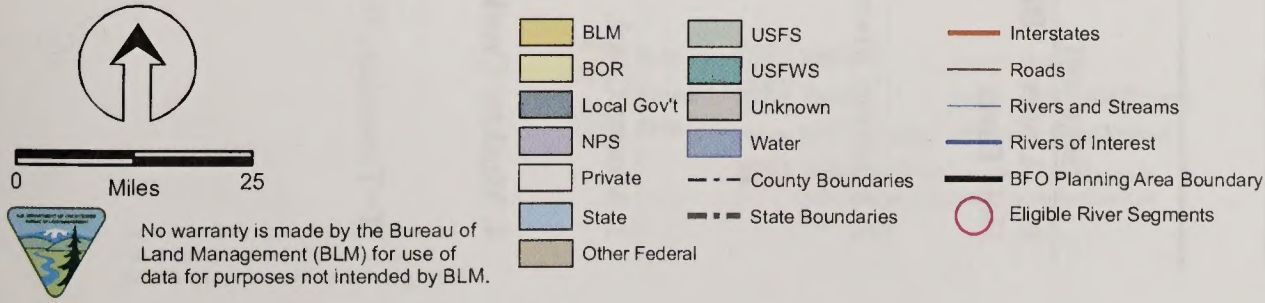 0 Miles 25
No warranty is made by the Bureau of
Land Management (BLM) for use of
data for purposes not intended by BLM.
BLM
BOR
Local Gov't
NPS
Private
State
Other Federal
USFS
USFWS
Unknown
Water
County Boundaries
State Boundaries
Interstates
Roads
Rivers and Streams
Rivers of Interest
BFO Planning Area Boundary
Eligible River Segments